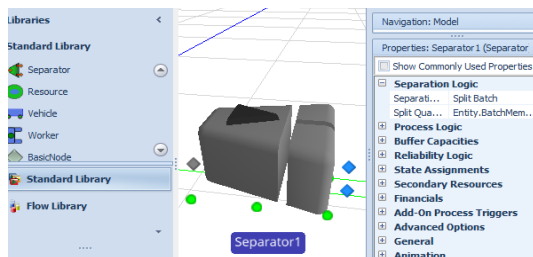 Libraries
Standard Library
Separator
Resource
Vehicle
Worker
BasicNode
Standard Library
Flow Library
Separator1
Navigation: Model
Properties: Separator1 (Separator
Show Commonly Used Properties
Separation Logic
Separati... Split Batch
Split Qua... Entity.BatchMem..
Process Logic
Buffer Capacities
Reliability Logic
State Assignments
Secondary Resources
Financials
Add-On Process Triggers
Advanced Options
General
Animation